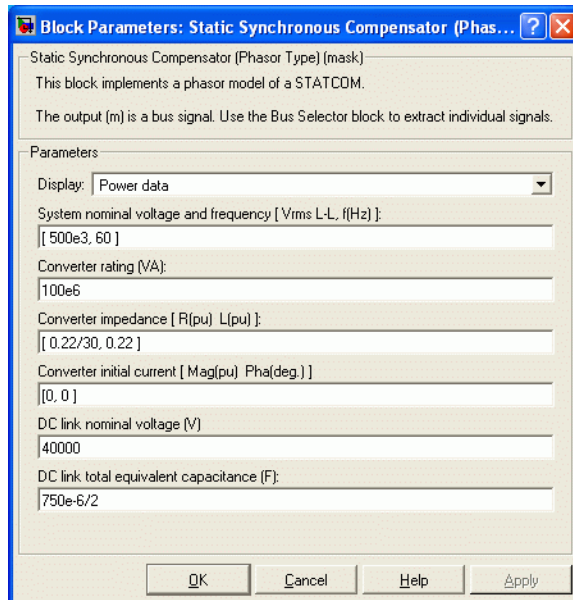 Block Parameters: Static Synchronous Compensator (Phas...
Static Synchronous Compensator (Phasor Type) (mask)
This block implements a phasor model of a STATCOM.
The output (m) is a bus signal. Use the Bus Selector block to extract individual signals.
Parameters
Display: Power data
System nominal voltage and frequency [ Vrms L-L, f(Hz) ]:
[ 500e3, 60 ]
Converter rating (VA):
100e6
Converter impedance [ R(pu) L(pu) ]:
[ 0.22/30, 0.22 ]
Converter initial current [ Mag(pu) Pha(deg.) ]
[0, 0 ]
DC link nominal voltage (V)
40000
DC link total equivalent capacitance (F):
750e-6/2
OK Cancel Help Apply